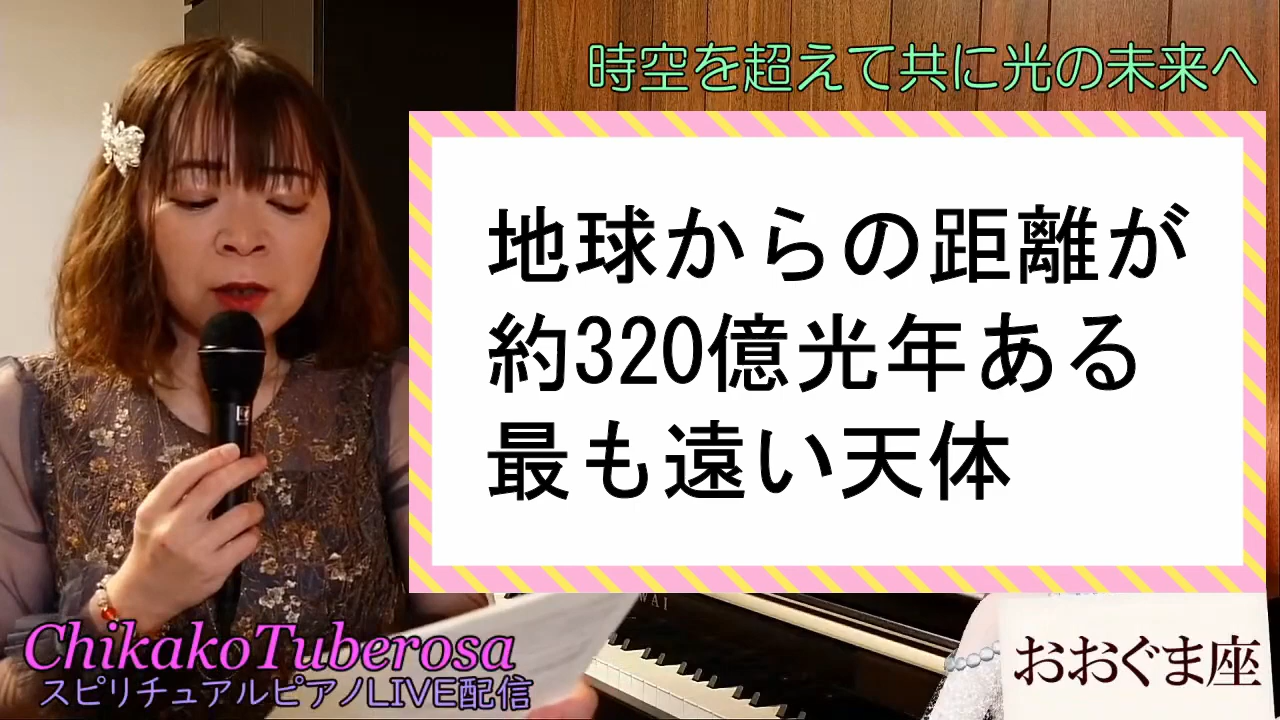 時空を超えて共に光の未来へ
地球からの距離が
約320億光年ある
最も遠い天体
WAI
ChikakoTuberosa
スピリチュアルピアノLIVE配信
おおぐま座